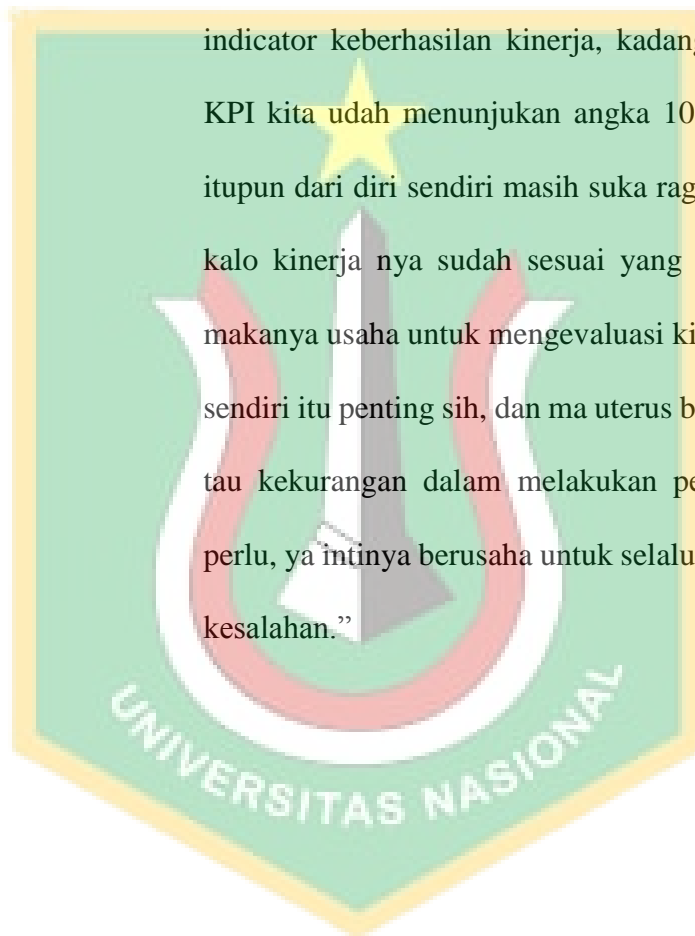 indicator keberhasilan kinerja, kadang
KPI kita udah menunjukan angka 10
itupun dari diri sendiri masih suka rag
kalo kinerja nya sudah sesuai yang
makanya usaha untuk mengevaluasi ki
sendiri itu penting sih, dan ma uterus b
tau kekurangan dalam melakukan pe
perlu, ya intinya berusaha untuk selalu
kesalahan.”
UNIVERSITAS NASIONAL